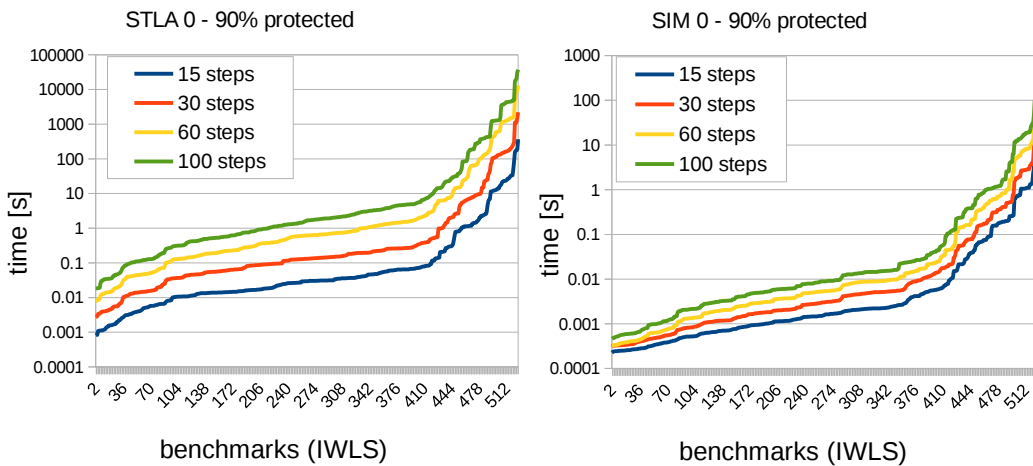 STLA 0 - 90% protected
100000
10000
1000
100
10
1
0.1
0.01
0.001
0.0001
time [s]
15 steps
30 steps
60 steps
100 steps
2 36 70 104 138 172 206 240 274 308 342 376 410 444 478 512
benchmarks (IWLS)
SIM 0 - 90% protected
1000
100
10
1
0.1
0.01
0.001
0.0001
time [s]
15 steps
30 steps
60 steps
100 steps
2 36 70 104 138 172 206 240 274 308 342 376 410 444 478 512
benchmarks (IWLS)